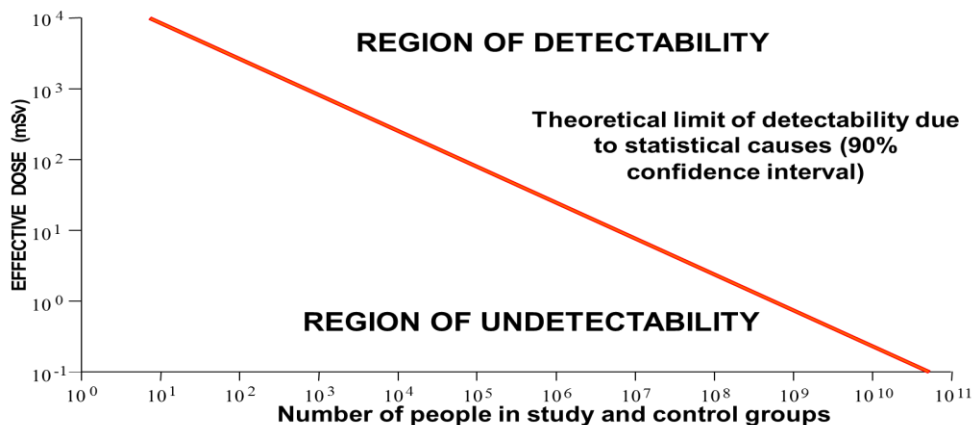 10⁴
REGION OF DETECTABILITY
10³
Theoretical limit of detectability due
to statistical causes (90%
confidence interval)
10²
EFFECTIVE DOSE (mSv)
10¹
10⁰
REGION OF UNDETECTABILITY
10⁻¹
10⁰ 10¹ 10² 10³ 10⁴ 10⁵ 10⁶ 10⁷ 10⁸ 10⁹ 10¹⁰ 10¹¹
Number of people in study and control groups